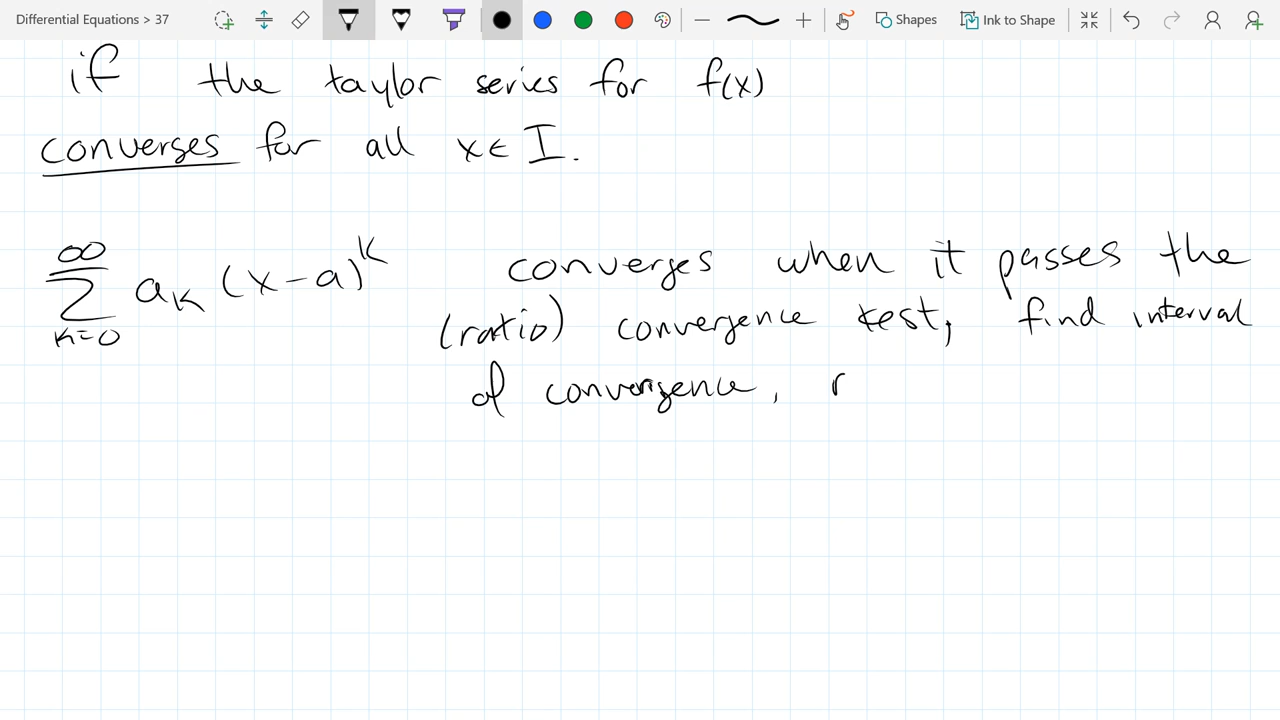 Differential Equations > 37
Shapes
Ink to Shape
if the taylor series for f(x)
converges for all x ∈ I.
∞
∑ a_k (x-a)^k converges when it passes the
k=0
(ratio) convergence test, find interval
of convergence, r